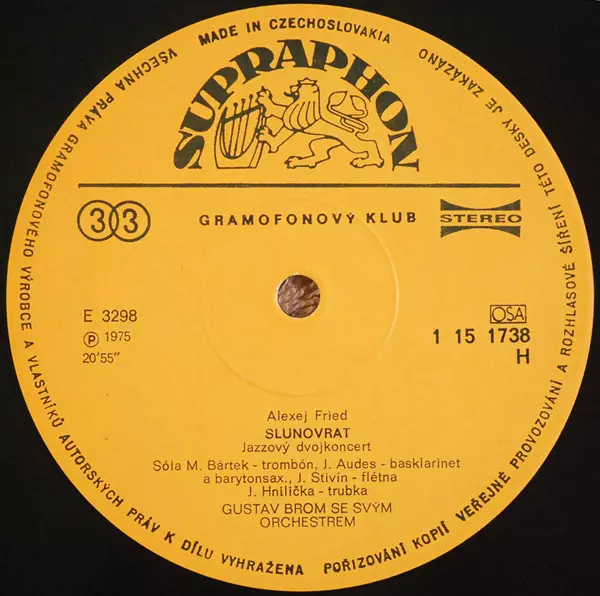 MADE IN CZECHOSLOVAKIA
VŠECHNA PRÁVA GRAMOFONOVÉHO VÝROBCE A VLASTNÍKŮ AUTORSKÝCH PRÁV K DÍLU VYHRAŽENA
POŘIZOVÁNÍ KOPIÍ VEŘEJNÉ PROVOZOVÁNÍ A ROZHLASOVÉ ŠÍŘENÍ TÉTO DESKY JE ZAKÁZÁNO
SUPRAPHON
33
GRAMOFONOVÝ KLUB
STEREO
E 3298
℗ 1975
20'55"
OSA
1 15 1738
H
Alexej Fried
SLUNOVRAT
Jazzový dvojkoncert
Sóla M. Bártek - trombón, J. Audes - basklarinet
a barytonsax., J. Stivín - flétna
J. Hnilička - trubka
GUSTAV BROM SE SVÝM
ORCHESTREM